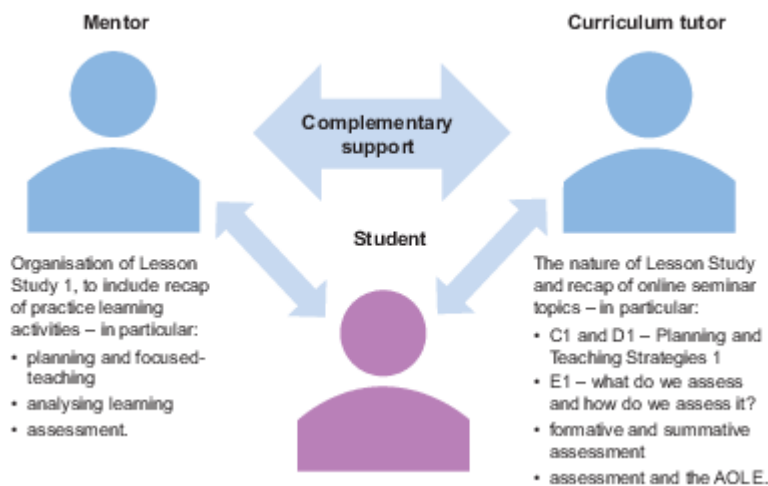 Mentor
Curriculum tutor
Complementary
support
Student
Organisation of Lesson
Study 1, to include recap
of practice learning
activities – in particular:
• planning and focused-
teaching
• analysing learning
• assessment.
The nature of Lesson Study
and recap of online seminar
topics – in particular:
• C1 and D1 – Planning and
Teaching Strategies 1
• E1 – what do we assess
and how do we assess it?
• formative and summative
assessment
• assessment and the AOLE.